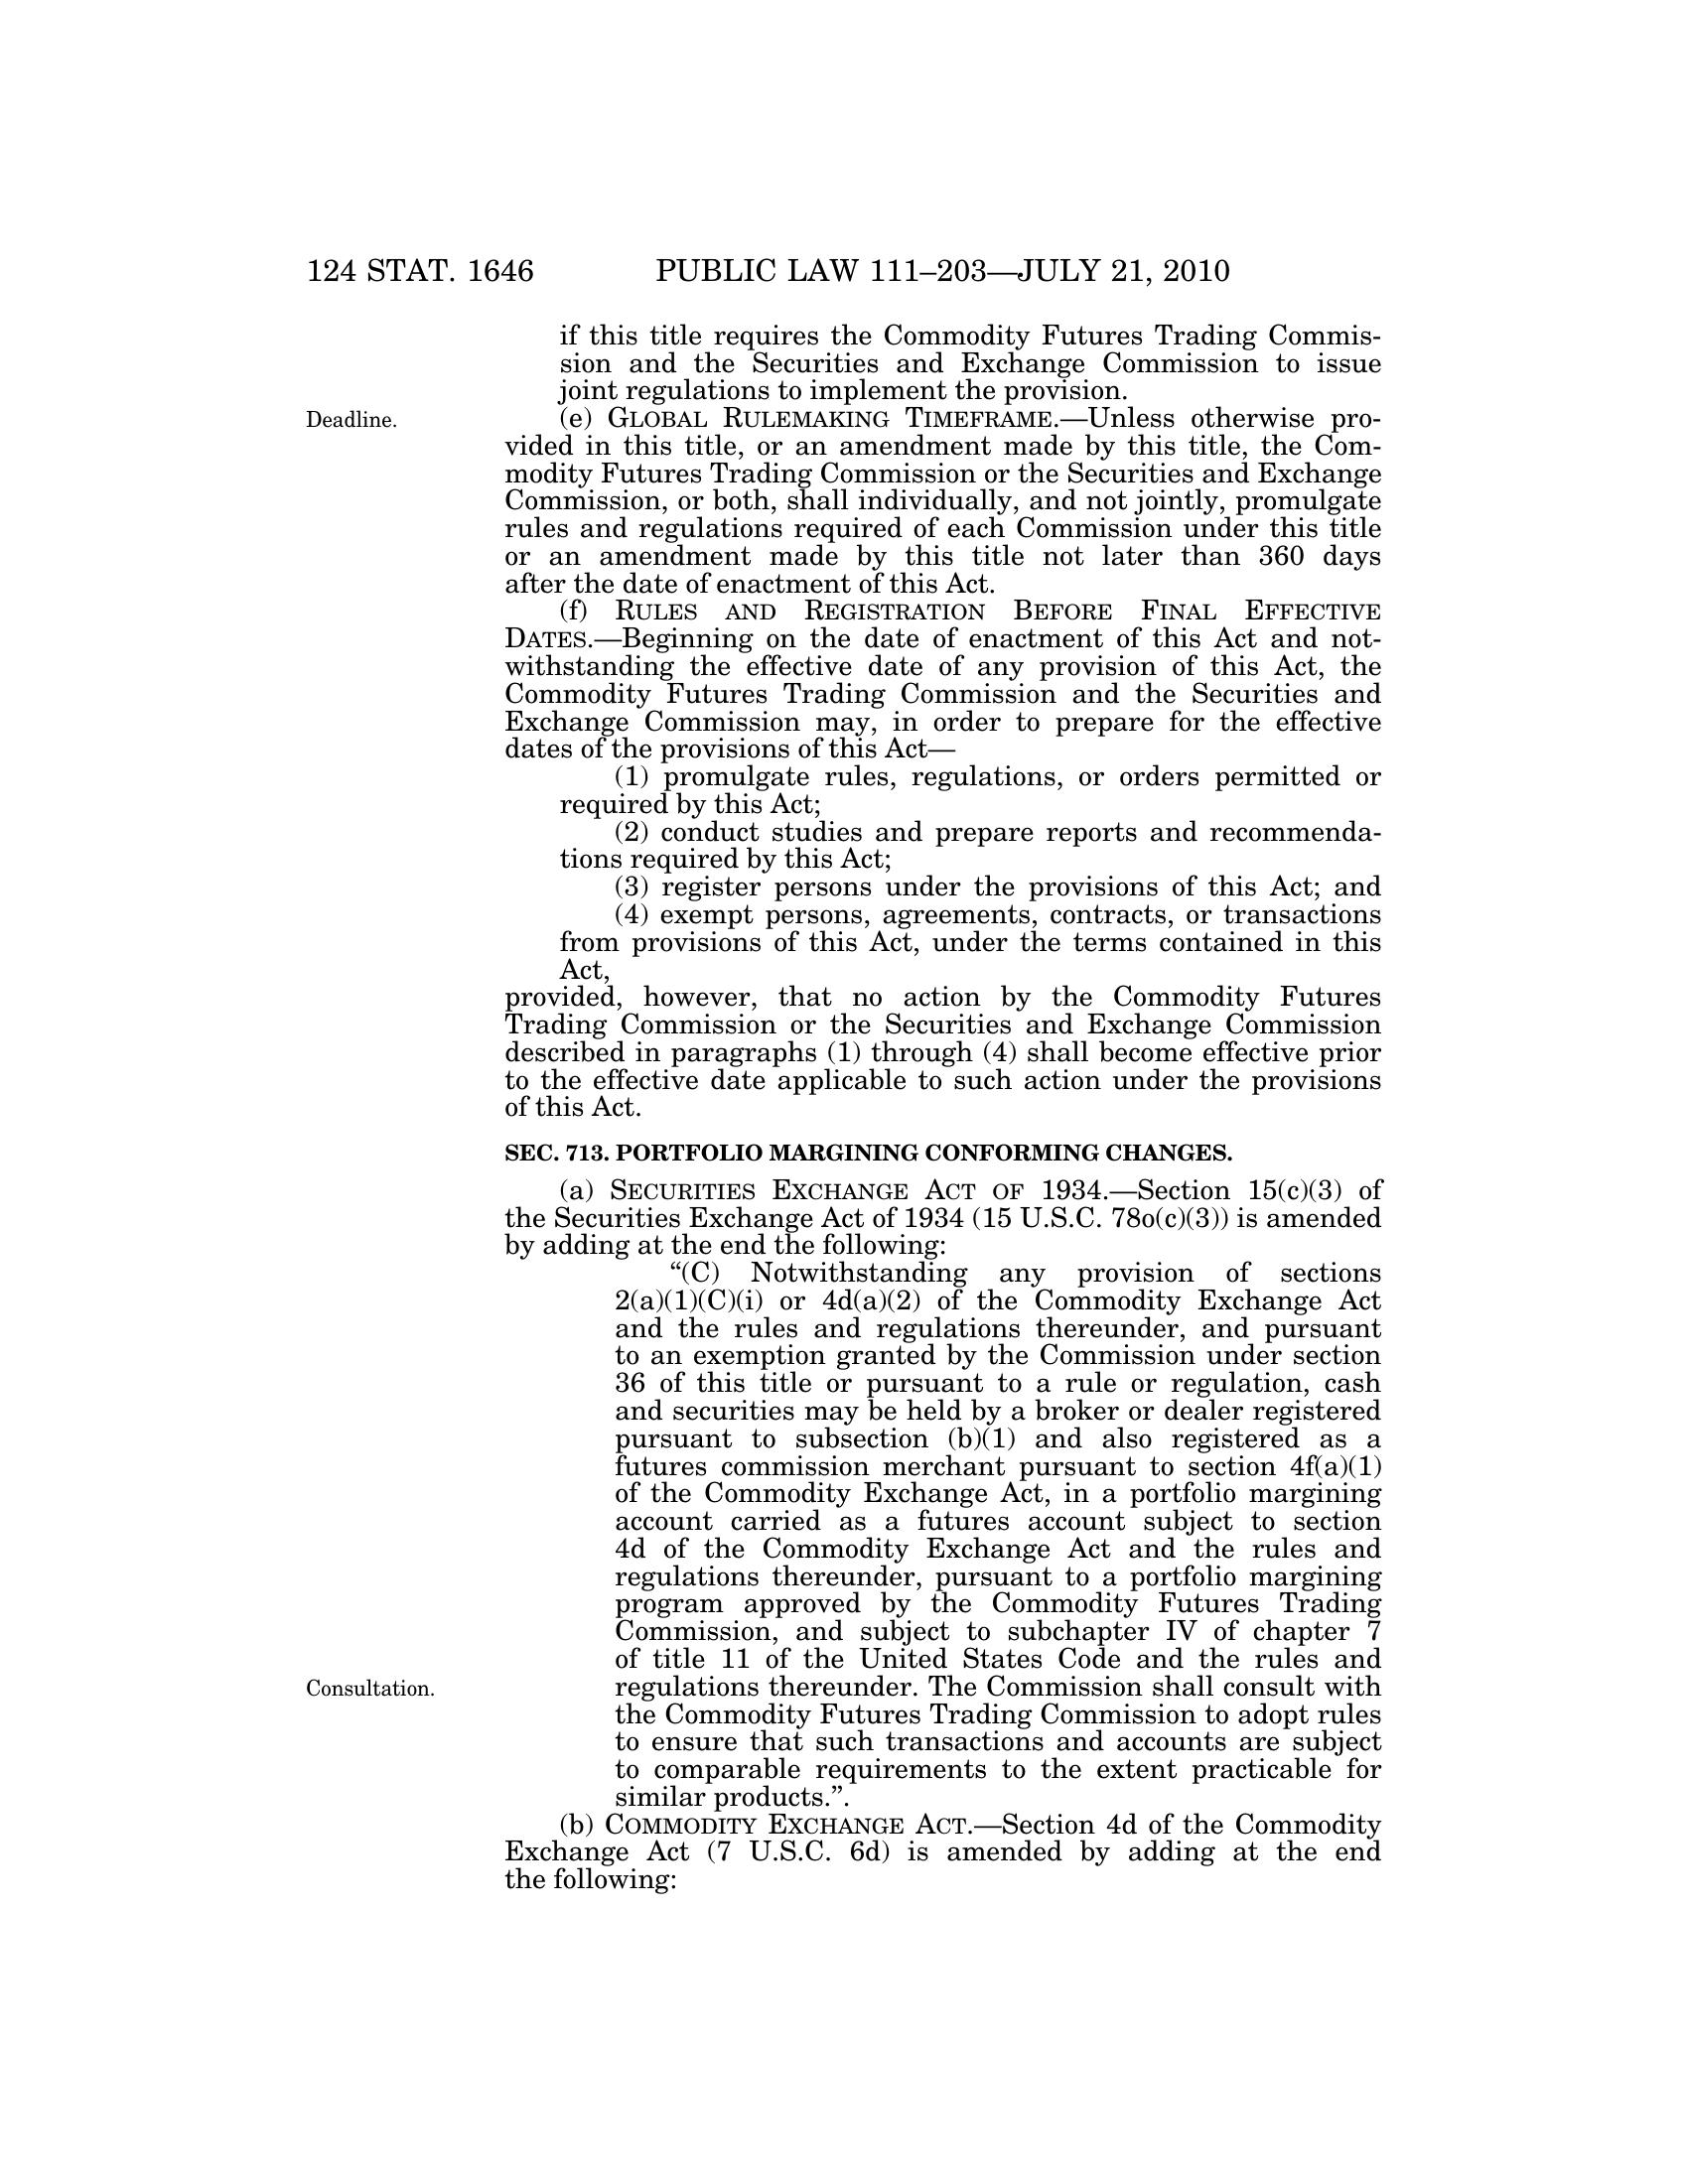 124 STAT. 1646 PUBLIC LAW 111–203—JULY 21, 2010
if this title requires the Commodity Futures Trading Commis-
sion and the Securities and Exchange Commission to issue
joint regulations to implement the provision.
Deadline.
(e) GLOBAL RULEMAKING TIMEFRAME.—Unless otherwise pro-
vided in this title, or an amendment made by this title, the Com-
modity Futures Trading Commission or the Securities and Exchange
Commission, or both, shall individually, and not jointly, promulgate
rules and regulations required of each Commission under this title
or an amendment made by this title not later than 360 days
after the date of enactment of this Act.
(f) RULES AND REGISTRATION BEFORE FINAL EFFECTIVE
DATES.—Beginning on the date of enactment of this Act and not-
withstanding the effective date of any provision of this Act, the
Commodity Futures Trading Commission and the Securities and
Exchange Commission may, in order to prepare for the effective
dates of the provisions of this Act—
(1) promulgate rules, regulations, or orders permitted or
required by this Act;
(2) conduct studies and prepare reports and recommenda-
tions required by this Act;
(3) register persons under the provisions of this Act; and
(4) exempt persons, agreements, contracts, or transactions
from provisions of this Act, under the terms contained in this
Act,
provided, however, that no action by the Commodity Futures
Trading Commission or the Securities and Exchange Commission
described in paragraphs (1) through (4) shall become effective prior
to the effective date applicable to such action under the provisions
of this Act.
SEC. 713. PORTFOLIO MARGINING CONFORMING CHANGES.
(a) SECURITIES EXCHANGE ACT OF 1934.—Section 15(c)(3) of
the Securities Exchange Act of 1934 (15 U.S.C. 78o(c)(3)) is amended
by adding at the end the following:
“(C) Notwithstanding any provision of sections
2(a)(1)(C)(i) or 4d(a)(2) of the Commodity Exchange Act
and the rules and regulations thereunder, and pursuant
to an exemption granted by the Commission under section
36 of this title or pursuant to a rule or regulation, cash
and securities may be held by a broker or dealer registered
pursuant to subsection (b)(1) and also registered as a
futures commission merchant pursuant to section 4f(a)(1)
of the Commodity Exchange Act, in a portfolio margining
account carried as a futures account subject to section
4d of the Commodity Exchange Act and the rules and
regulations thereunder, pursuant to a portfolio margining
program approved by the Commodity Futures Trading
Commission, and subject to subchapter IV of chapter 7
of title 11 of the United States Code and the rules and
Consultation.
regulations thereunder. The Commission shall consult with
the Commodity Futures Trading Commission to adopt rules
to ensure that such transactions and accounts are subject
to comparable requirements to the extent practicable for
similar products.”.
(b) COMMODITY EXCHANGE ACT.—Section 4d of the Commodity
Exchange Act (7 U.S.C. 6d) is amended by adding at the end
the following: